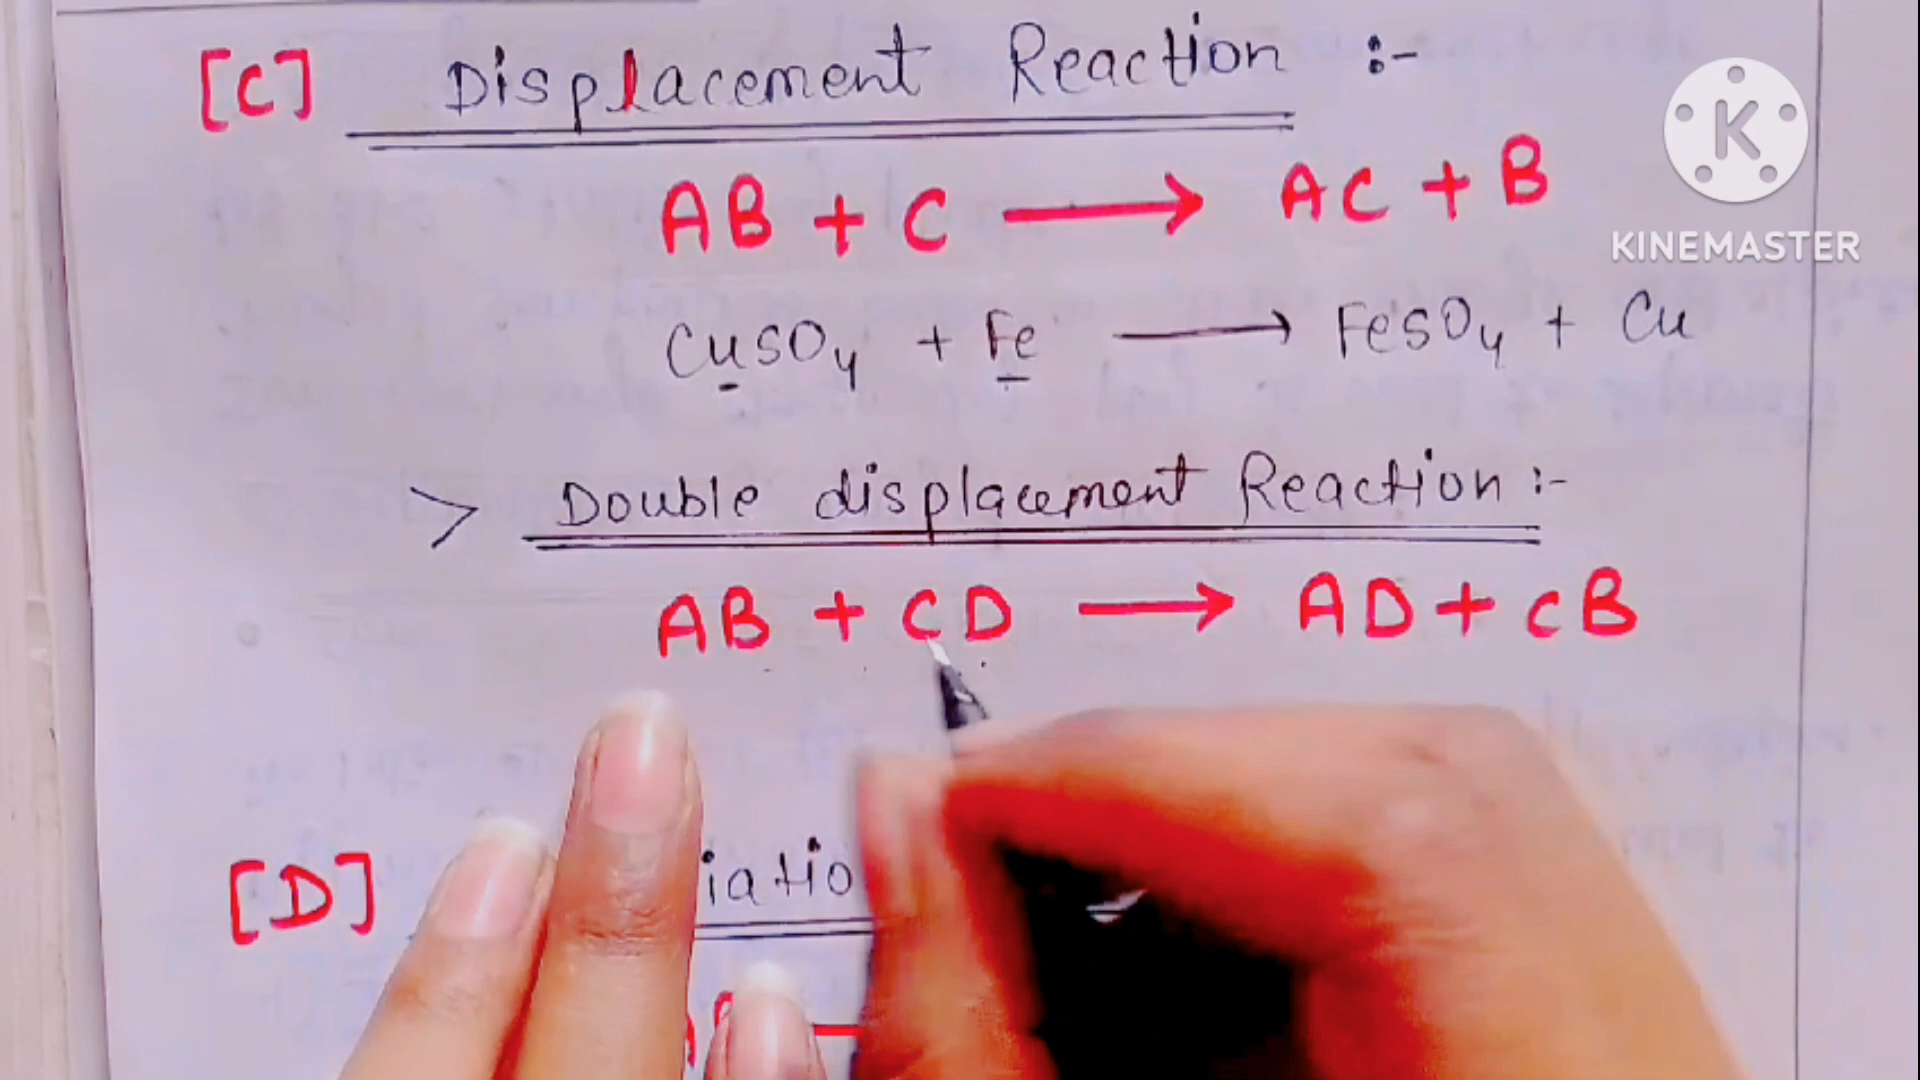 [C] Displacement Reaction :-
AB + C ⟶ AC + B
K
KINEMASTER
CuSO₄ + Fe ⟶ FeSO₄ + Cu
> Double displacement Reaction :-
AB + CD ⟶ AD + CB
[D]